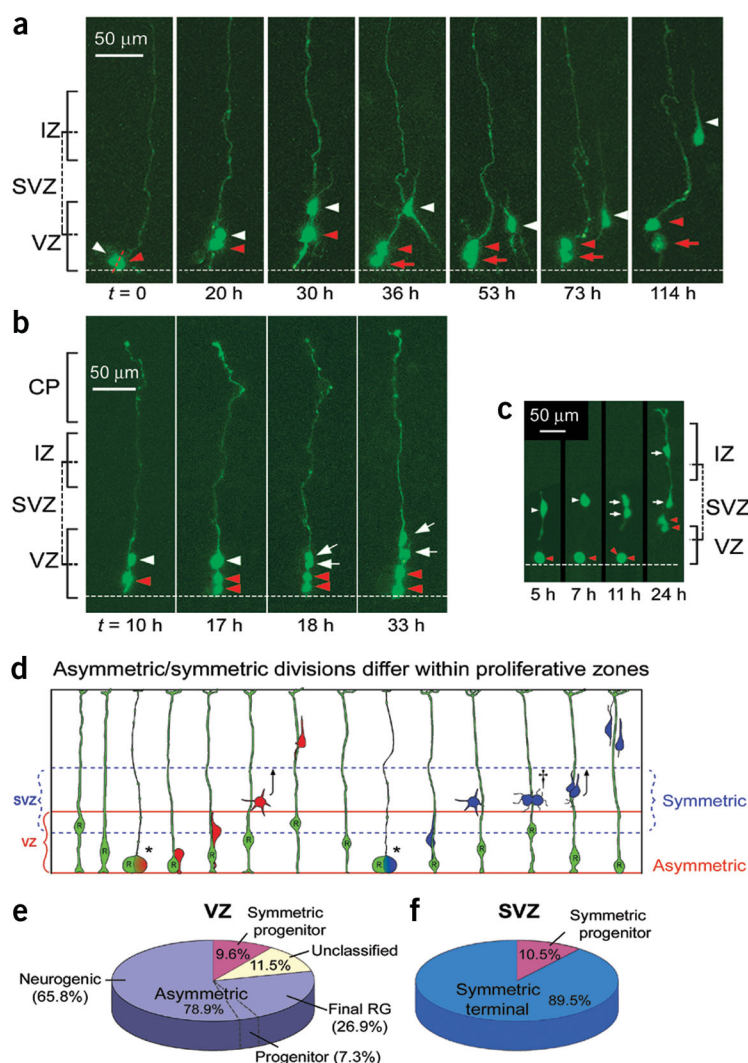 a
50 μm
IZ
SVZ
VZ
t = 0
20 h
30 h
36 h
53 h
73 h
114 h
b
50 μm
CP
IZ
SVZ
VZ
t = 10 h
17 h
18 h
33 h
c
50 μm
IZ
SVZ
VZ
5 h
7 h
11 h
24 h
d
Asymmetric/symmetric divisions differ within proliferative zones
SVZ
VZ
R
R
R
*
R
R
R
R
R
R
*
R
R
‡
R
R
R
Symmetric
Asymmetric
e
VZ
Symmetric
progenitor
9.6%
Unclassified
11.5%
Neurogenic
(65.8%)
Asymmetric
78.9%
Final RG
(26.9%)
Progenitor (7.3%)
f
SVZ
Symmetric
progenitor
10.5%
Symmetric
terminal
89.5%